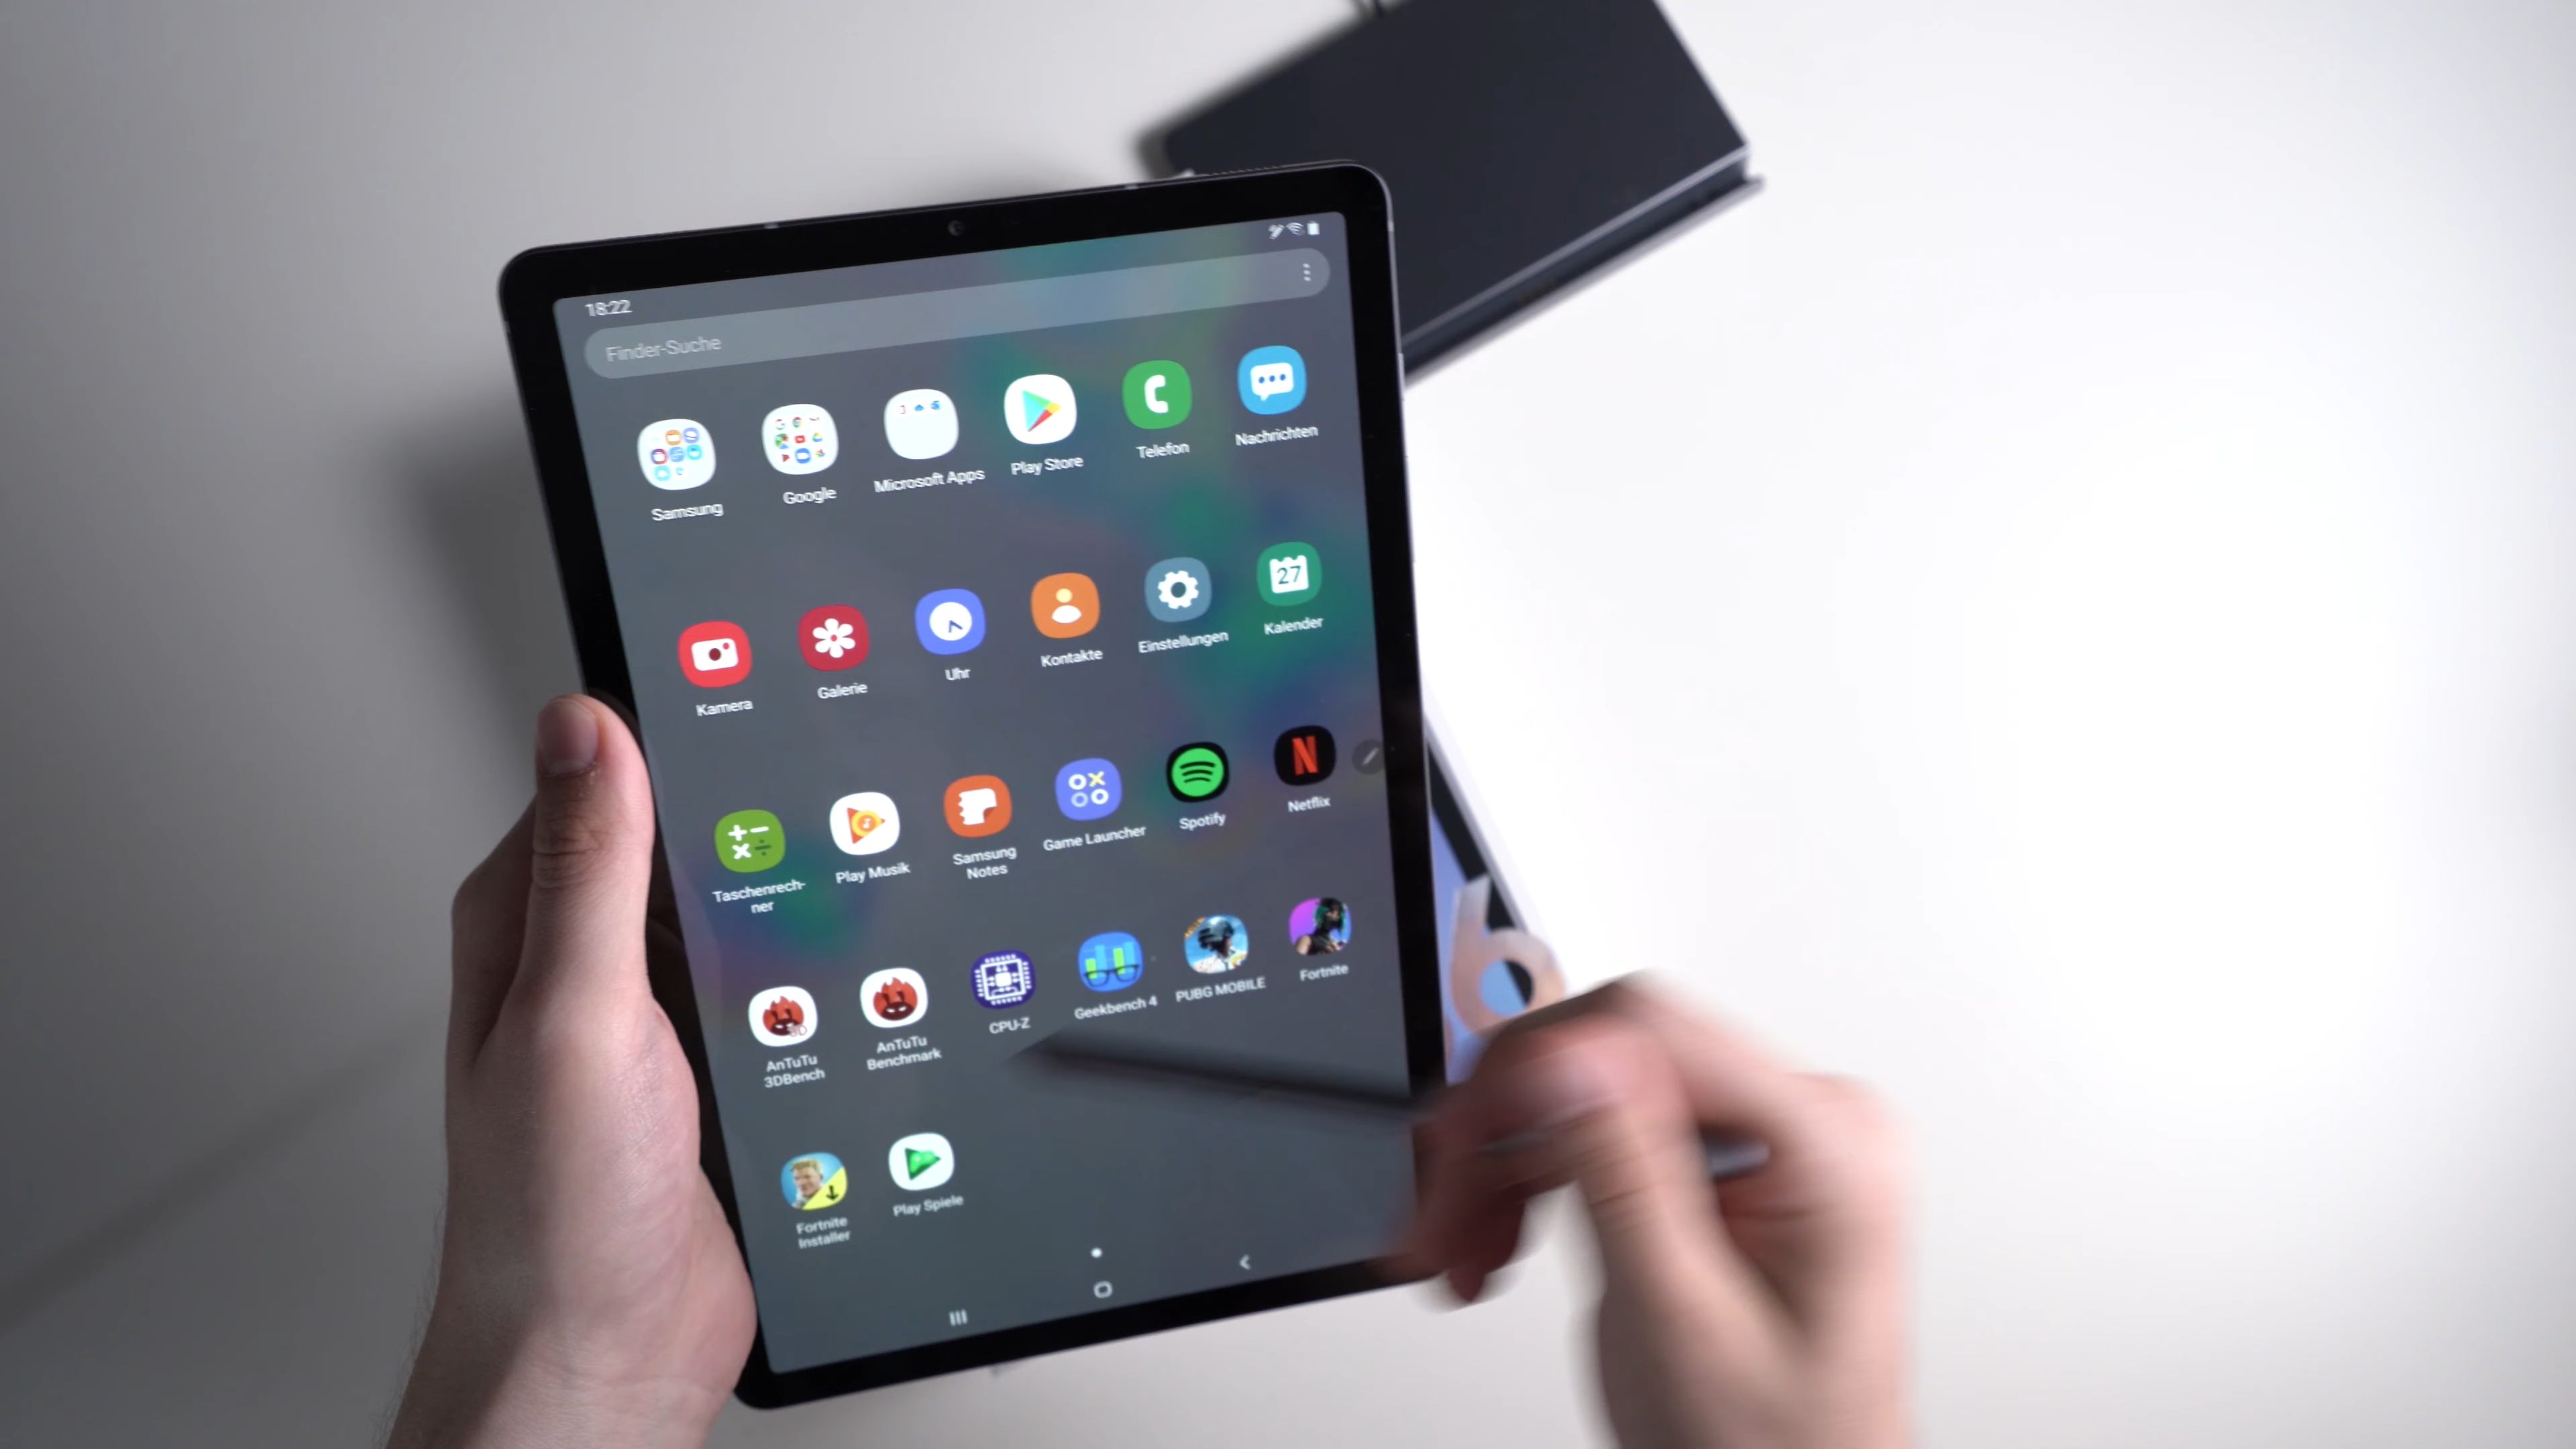 18:22
Finder-Suche
Samsung
Google
Microsoft Apps
Play Store
Telefon
Nachrichten
Kamera
Galerie
Uhr
Kontakte
Einstellungen
27
Kalender
Taschenrech-
ner
Play Musik
Samsung
Notes
Game Launcher
Spotify
N
Netflix
3D
AnTuTu
3DBench
AnTuTu
Benchmark
CPU-Z
Geekbench 4
PUBG MOBILE
Fortnite
Fortnite
Installer
Play Spiele
6